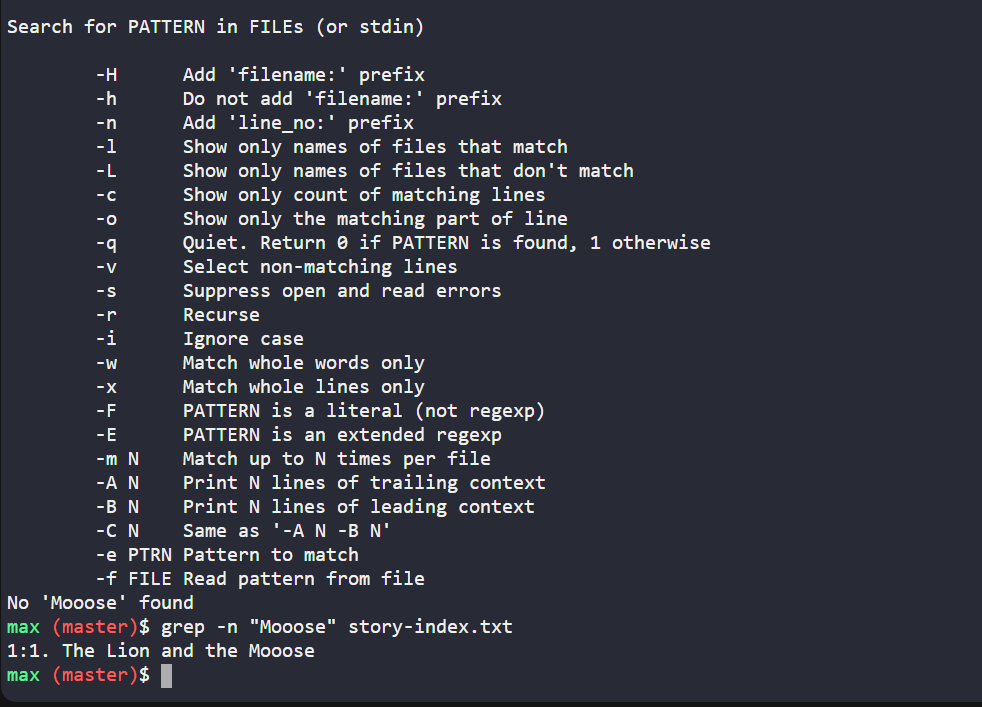 Search for PATTERN in FILEs (or stdin)
-H Add 'filename:' prefix
-h Do not add 'filename:' prefix
-n Add 'line_no:' prefix
-l Show only names of files that match
-L Show only names of files that don't match
-c Show only count of matching lines
-o Show only the matching part of line
-q Quiet. Return 0 if PATTERN is found, 1 otherwise
-v Select non-matching lines
-s Suppress open and read errors
-r Recurse
-i Ignore case
-w Match whole words only
-x Match whole lines only
-F PATTERN is a literal (not regexp)
-E PATTERN is an extended regexp
-m N Match up to N times per file
-A N Print N lines of trailing context
-B N Print N lines of leading context
-C N Same as '-A N -B N'
-e PTRN Pattern to match
-f FILE Read pattern from file
No 'Mooose' found
max (master)$ grep -n "Mooose" story-index.txt
1:1. The Lion and the Mooose
max (master)$